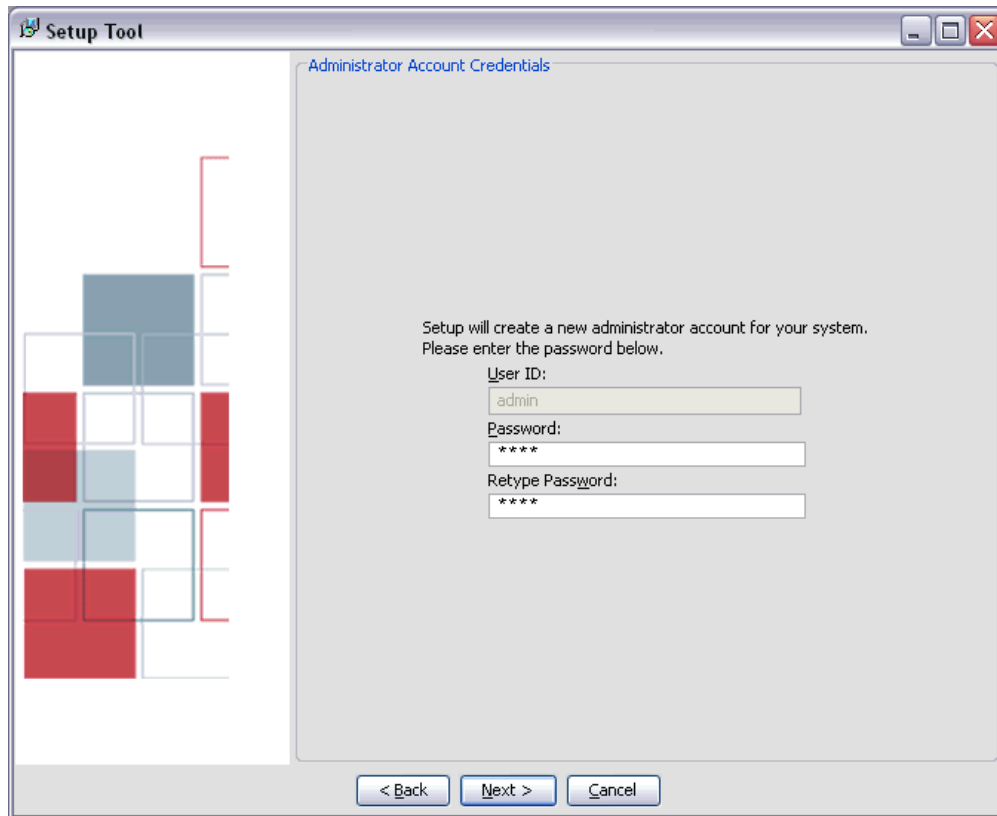 Setup Tool
Administrator Account Credentials
Setup will create a new administrator account for your system.
Please enter the password below.
User ID:
admin
Password:
****
Retype Password:
****
< Back
Next >
Cancel